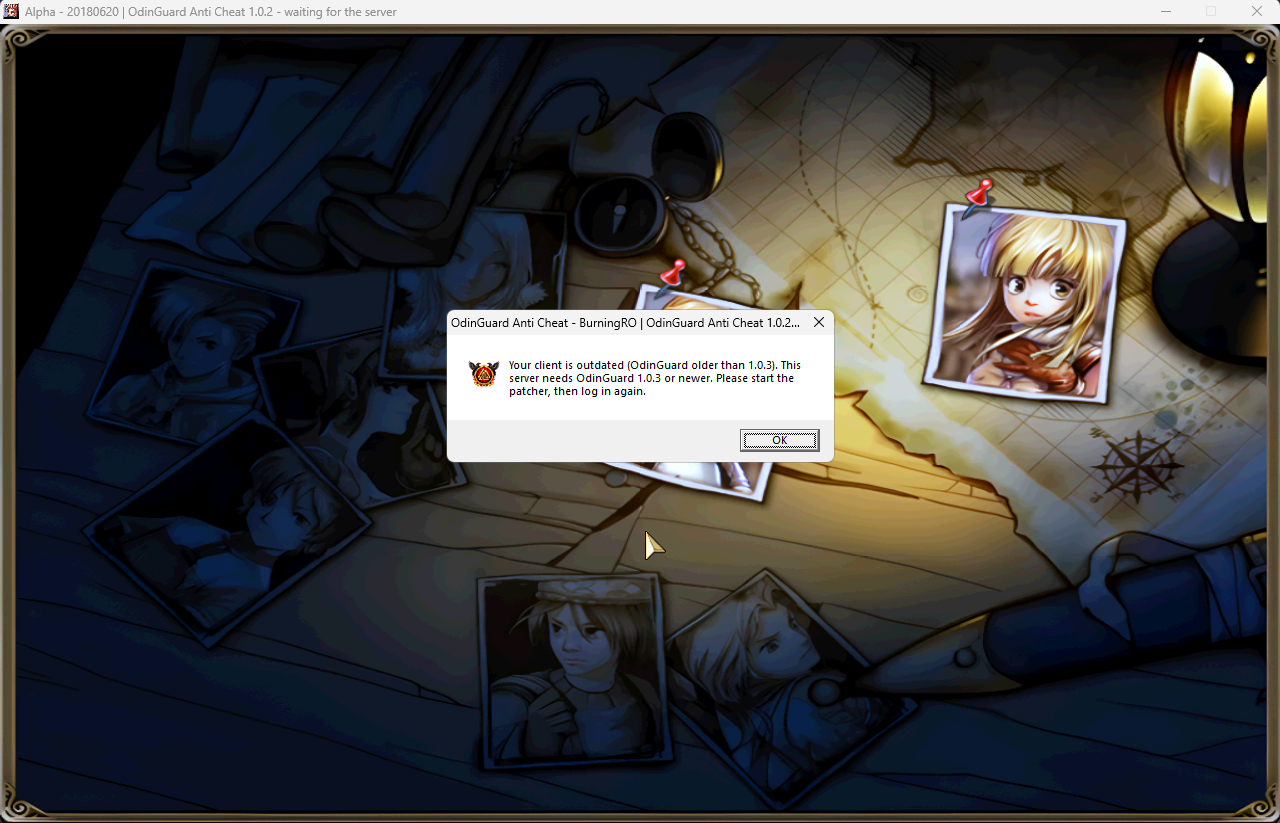 Alpha - 20180620 | OdinGuard Anti Cheat 1.0.2 - waiting for the server
OdinGuard Anti Cheat - BurningRO | OdinGuard Anti Cheat 1.0.2...
Your client is outdated (OdinGuard older than 1.0.3). This
server needs OdinGuard 1.0.3 or newer. Please start the
patcher, then log in again.
OK